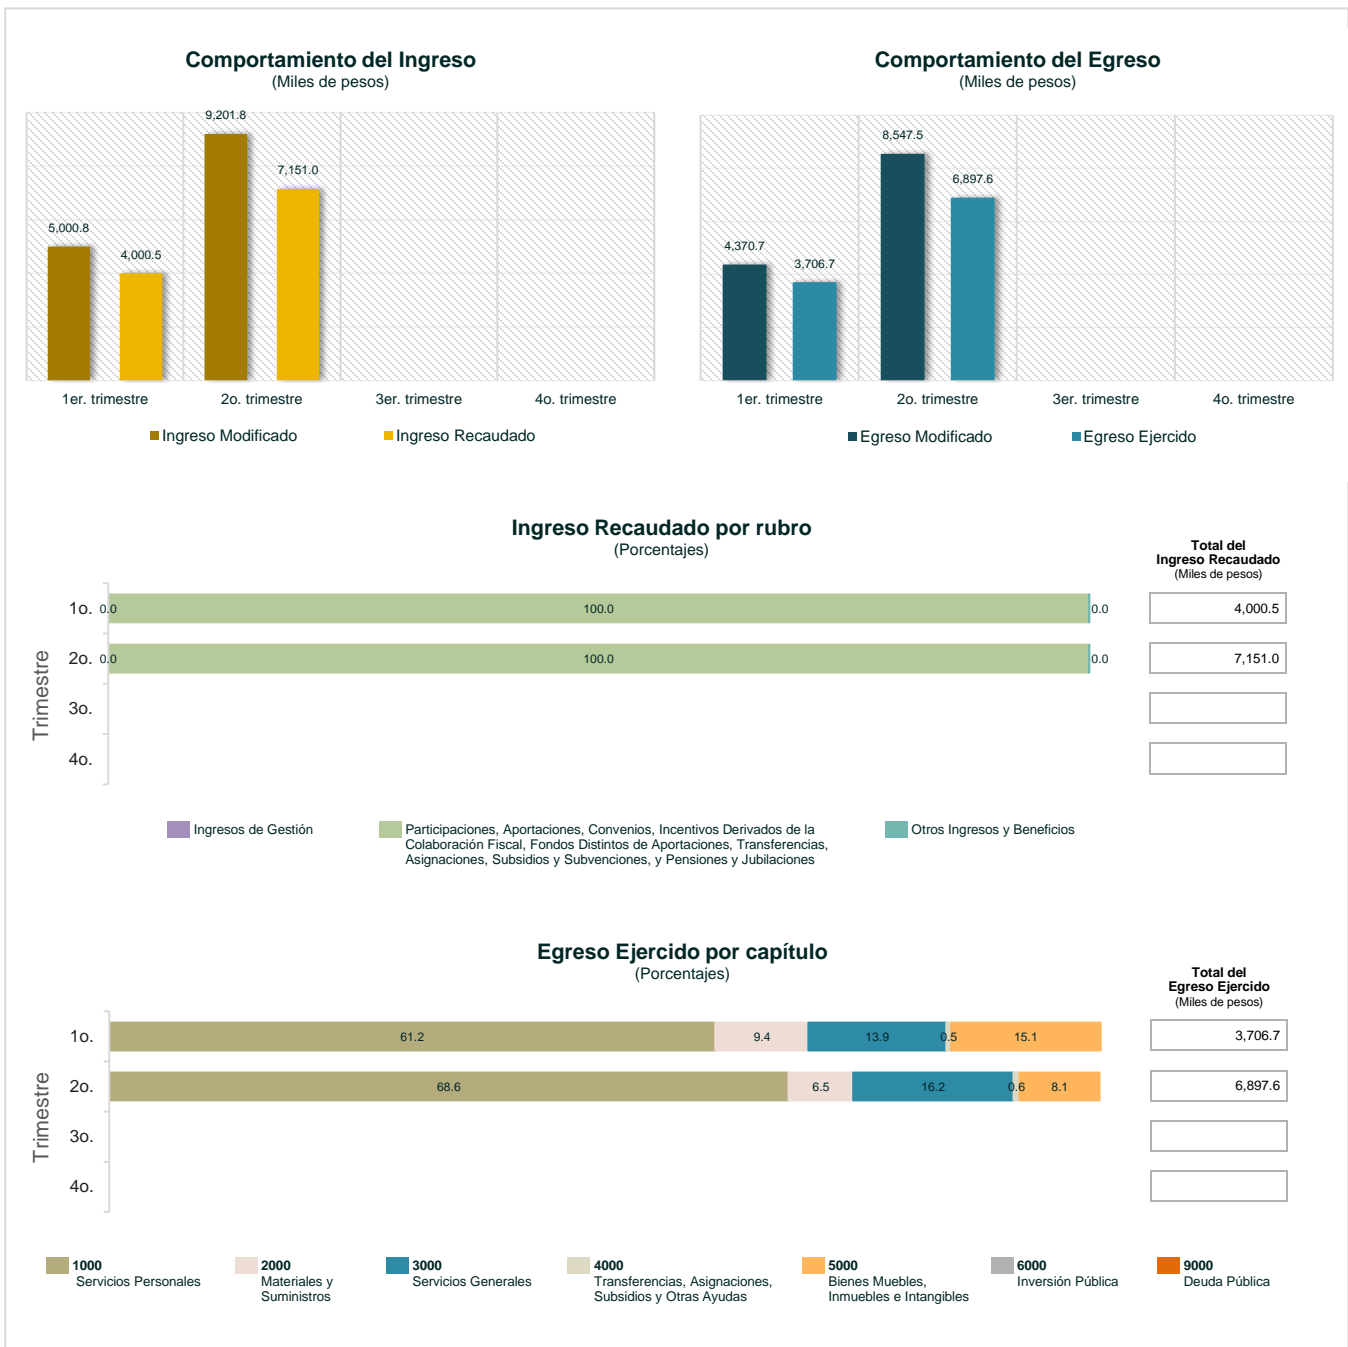 Comportamiento del Ingreso
(Miles de pesos)
9,201.8
7,151.0
5,000.8
4,000.5
1er. trimestre
2o. trimestre
3er. trimestre
4o. trimestre
Ingreso Modificado
Ingreso Recaudado
Comportamiento del Egreso
(Miles de pesos)
8,547.5
6,897.6
4,370.7
3,706.7
1er. trimestre
2o. trimestre
3er. trimestre
4o. trimestre
Egreso Modificado
Egreso Ejercido
Ingreso Recaudado por rubro
(Porcentajes)
Total del
Ingreso Recaudado
(Miles de pesos)
Trimestre
1o. 0.0 100.0 0.0 4,000.5
2o. 0.0 100.0 0.0 7,151.0
3o.
4o.
Ingresos de Gestión
Participaciones, Aportaciones, Convenios, Incentivos Derivados de la
Colaboración Fiscal, Fondos Distintos de Aportaciones, Transferencias,
Asignaciones, Subsidios y Subvenciones, y Pensiones y Jubilaciones
Otros Ingresos y Beneficios
Egreso Ejercido por capítulo
(Porcentajes)
Total del
Egreso Ejercido
(Miles de pesos)
Trimestre
1o. 61.2 9.4 13.9 0.5 15.1 3,706.7
2o. 68.6 6.5 16.2 0.6 8.1 6,897.6
3o.
4o.
1000
Servicios Personales
2000
Materiales y
Suministros
3000
Servicios Generales
4000
Transferencias, Asignaciones,
Subsidios y Otras Ayudas
5000
Bienes Muebles,
Inmuebles e Intangibles
6000
Inversión Pública
9000
Deuda Pública